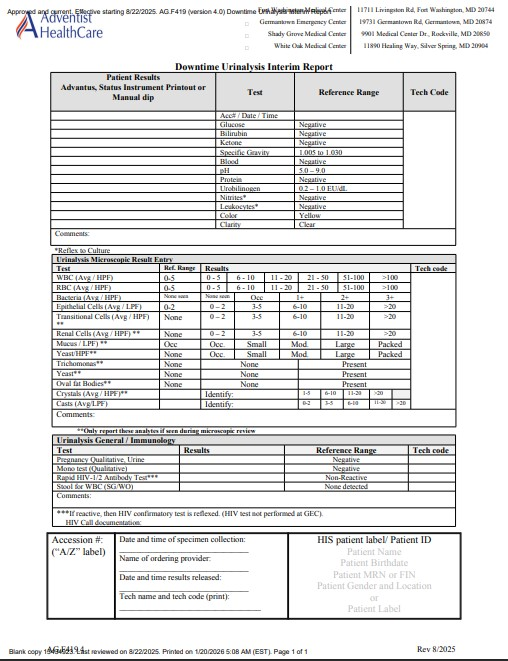 Approved and current. Effective starting 8/22/2025. AG.F419 (version 4.0) Downtime Urinalysis Interim Report
Adventist
HealthCare
Fort Washington Medical Center 11711 Livingston Rd, Fort Washington, MD 20744
Germantown Emergency Center 19731 Germantown Rd, Germantown, MD 20874
Shady Grove Medical Center 9901 Medical Center Dr., Rockville, MD 20850
White Oak Medical Center 11890 Healing Way, Silver Spring, MD 20904
Downtime Urinalysis Interim Report
Patient Results
Advantus, Status Instrument Printout or
Manual dip
Test Reference Range Tech Code
Acc# / Date / Time
Glucose Negative
Bilirubin Negative
Ketone Negative
Specific Gravity 1.005 to 1.030
Blood Negative
pH 5.0 – 9.0
Protein Negative
Urobilinogen 0.2 – 1.0 EU/dL
Nitrites* Negative
Leukocytes* Negative
Color Yellow
Clarity Clear
Comments:
*Reflex to Culture
Urinalysis Microscopic Result Entry
Test Ref. Range Results Tech code
WBC (Avg / HPF) 0-5 0 - 5 6 - 10 11 - 20 21 - 50 51-100 >100
RBC (Avg / HPF) 0-5 0 - 5 6 - 10 11 - 20 21 - 50 51-100 >100
Bacteria (Avg / HPF) None seen None seen Occ 1+ 2+ 3+
Epithelial Cells (Avg / LPF) 0-2 0 – 2 3-5 6-10 11-20 >20
Transitional Cells (Avg / HPF) None 0 – 2 3-5 6-10 11-20 >20
**
Renal Cells (Avg / HPF) ** None 0 – 2 3-5 6-10 11-20 >20
Mucus / LPF) ** Occ Occ. Small Mod. Large Packed
Yeast/HPF** None Occ. Small Mod. Large Packed
Trichomonas** None None Present
Yeast** None None Present
Oval fat Bodies** None None Present
Crystals (Avg / HPF)** Identify: 1-5 6-10 11-20 >20
Casts (Avg/LPF) Identify: 0-2 3-5 6-10 11-20 >20
Comments:
**Only report these analytes if seen during microscopic review
Urinalysis General / Immunology
Test Results Reference Range Tech code
Pregnancy Qualitative, Urine Negative
Mono test (Qualitative) Negative
Rapid HIV-1/2 Antibody Test*** Non-Reactive
Stool for WBC (SG/WO) None detected
Comments:
***If reactive, then HIV confirmatory test is reflexed. (HIV test not performed at GEC).
HIV Call documentation:
Accession #:
("A/Z" label)
Date and time of specimen collection:
Name of ordering provider:
Date and time results released:
Tech name and tech code (print):
HIS patient label/ Patient ID
Patient Name
Patient Birthdate
Patient MRN or FIN
Patient Gender and Location
or
Patient Label
AG.F419.4 Rev 8/2025
Blank copy 19434923. Last reviewed on 8/22/2025. Printed on 1/20/2026 5:08 AM (EST). Page 1 of 1